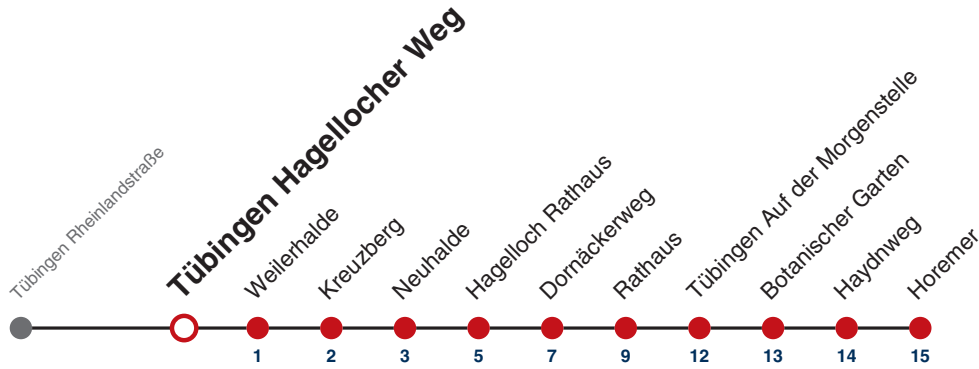 Tübingen Rheinlandstraße
Tübingen Hagellocher Weg
Weilerhalde
Kreuzberg
Neuhalde
Hagelloch Rathaus
Dornäckerweg
Rathaus
Tübingen Auf der Morgenstelle
Botanischer Garten
Haydnweg
Horemer
1 2 3 5 7 9 12 13 14 15